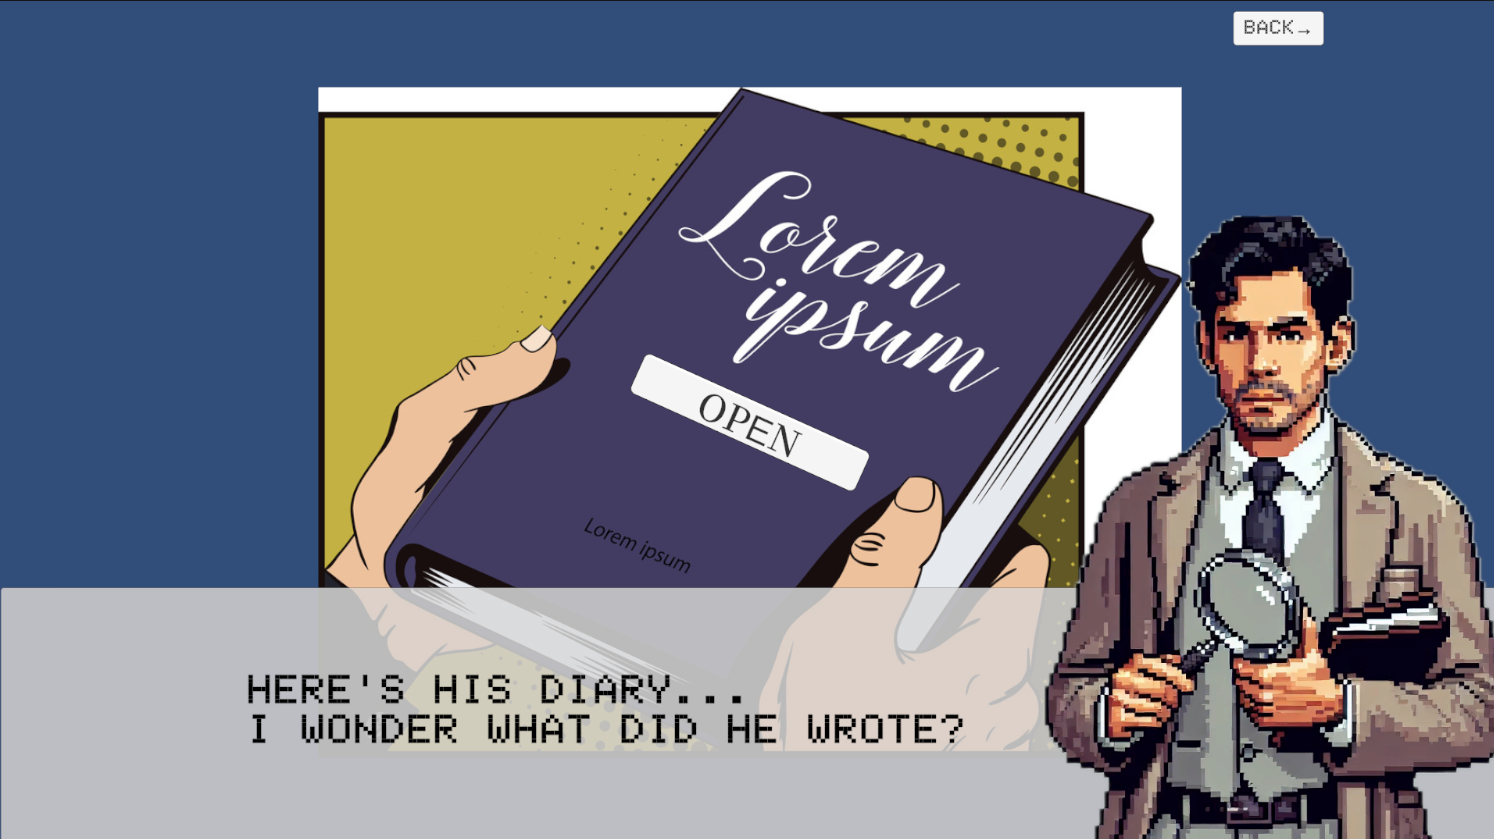 BACK→
Lorem
ipsum
OPEN
Lorem ipsum
HERE'S HIS DIARY...
I WONDER WHAT DID HE WROTE?